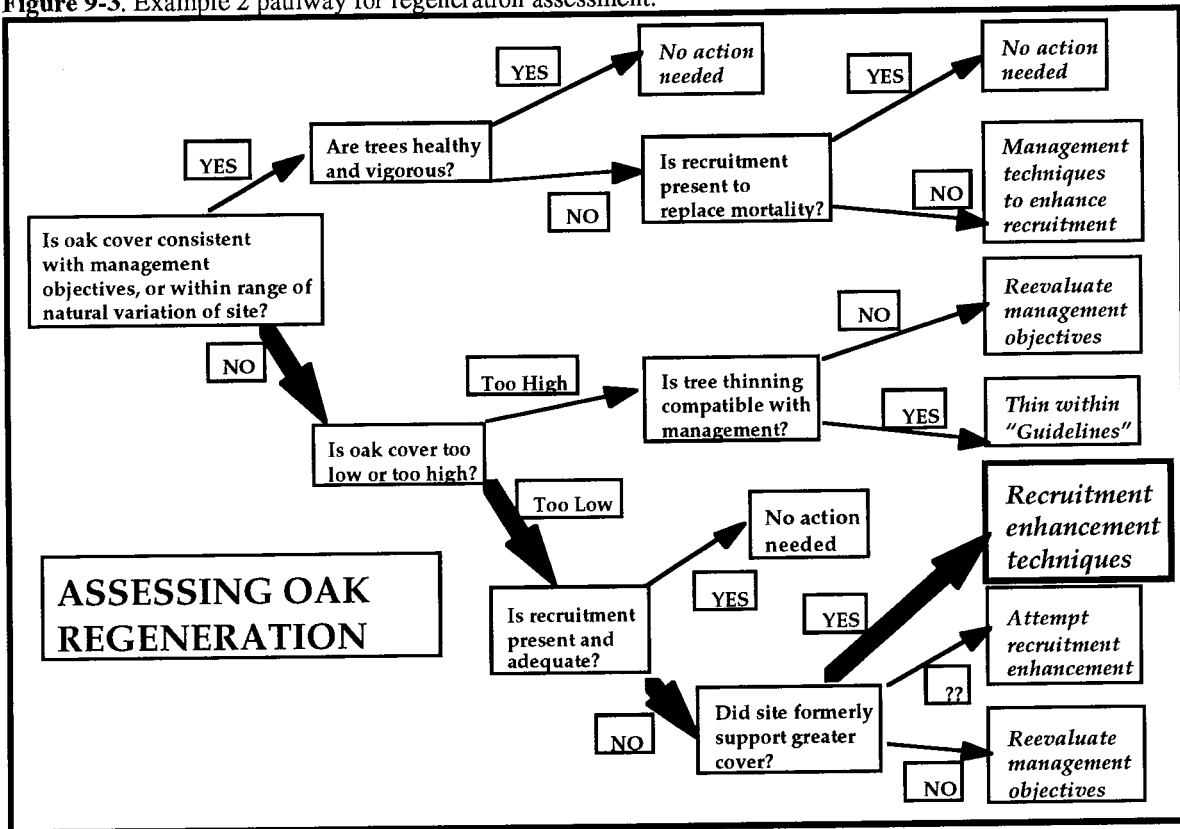 Figure 9-3. Example 2 pathway for regeneration assessment.
No action
needed
No action
needed
YES
YES
Are trees healthy
and vigorous?
YES
Is recruitment
present to
replace mortality?
Management
techniques
to enhance
recruitment
NO
NO
Is oak cover consistent
with management
objectives, or within range of
natural variation of site?
Reevaluate
management
objectives
NO
NO
Too High
Is tree thinning
compatible with
management?
YES
Thin within
"Guidelines"
Is oak cover too
low or too high?
Too Low
No action
needed
Recruitment
enhancement
techniques
ASSESSING OAK
REGENERATION
Is recruitment
present and
adequate?
YES
YES
Attempt
recruitment
enhancement
??
Did site formerly
support greater
cover?
NO
Reevaluate
management
objectives
NO